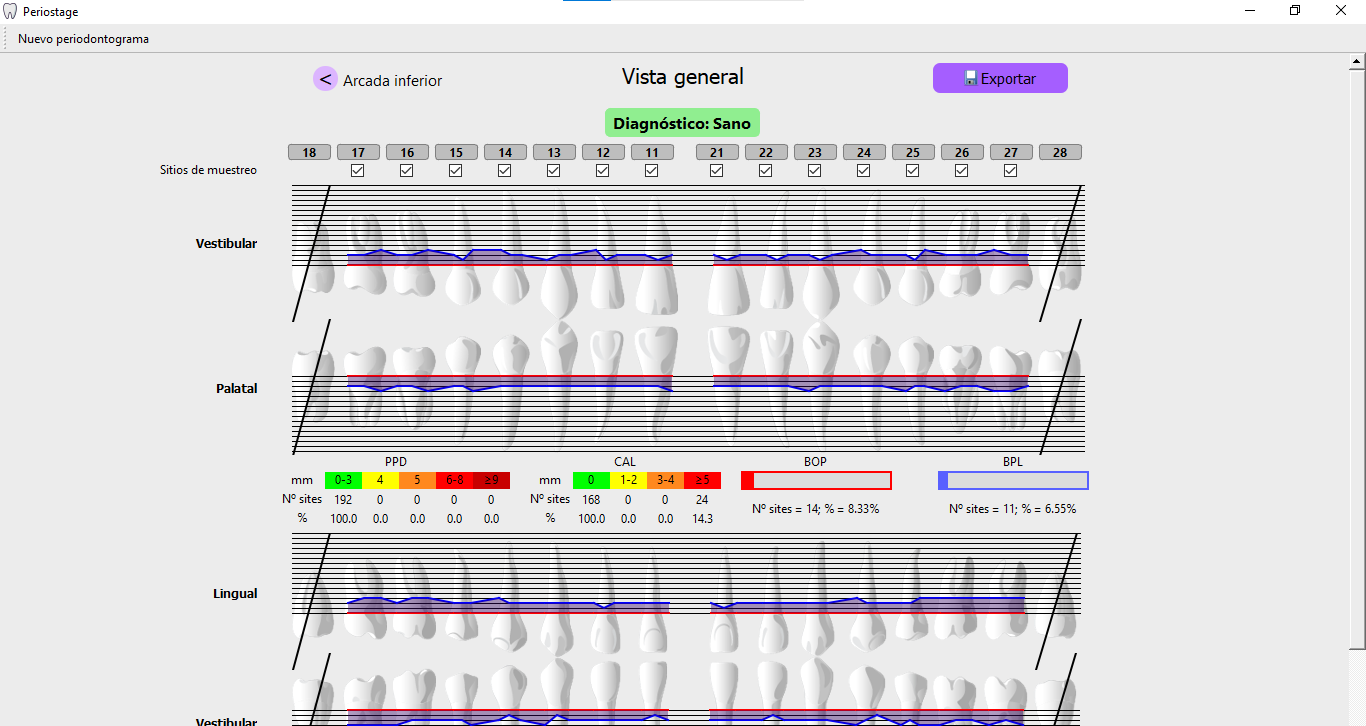 Periostage
Nuevo periodontograma
< Arcada inferior
Vista general
Exportar
Diagnóstico: Sano
18 17 16 15 14 13 12 11 21 22 23 24 25 26 27 28
Sitios de muestreo
Vestibular
Palatal
PPD CAL BOP BPL
mm 0-3 4 5 6-8 ≥9 mm 0 1-2 3-4 ≥5
Nº sites 192 0 0 0 0 Nº sites 168 0 0 24 Nº sites = 14; % = 8.33% Nº sites = 11; % = 6.55%
% 100.0 0.0 0.0 0.0 0.0 % 100.0 0.0 0.0 14.3
Lingual
Vestibular